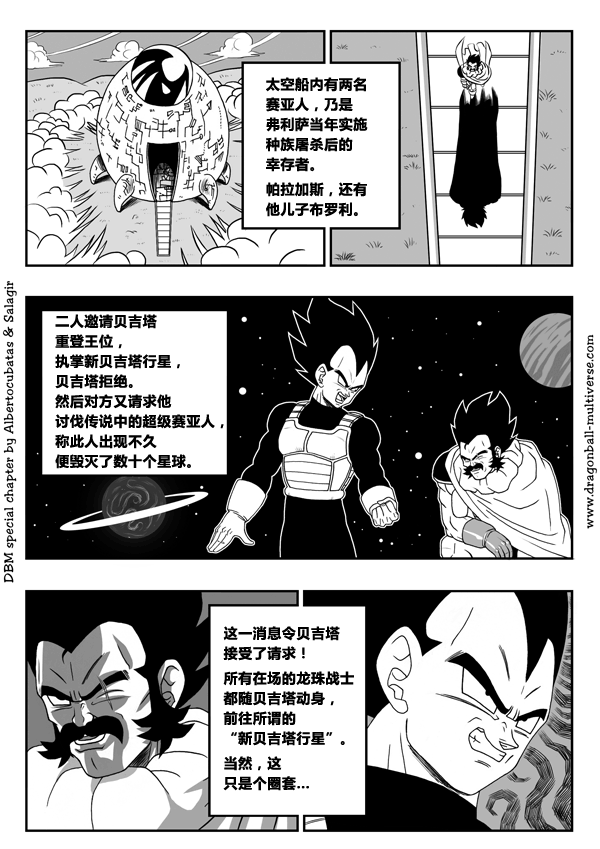 太空船内有两名
赛亚人，乃是
弗利萨当年实施
种族屠杀后的
幸存者。
帕拉加斯，还有
他儿子布罗利。
二人邀请贝吉塔
重登王位，
执掌新贝吉塔行星，
贝吉塔拒绝。
然后对方又请求他
讨伐传说中的超级赛亚人，
称此人出现不久
便毁灭了数十个星球。
这一消息令贝吉塔
接受了请求！
所有在场的龙珠战士
都随贝吉塔动身，
前往所谓的
“新贝吉塔行星”。
当然，这
只是个圈套...
DBM special chapter by Albertocubatas & Salagir
www.dragonball-multiverse.com